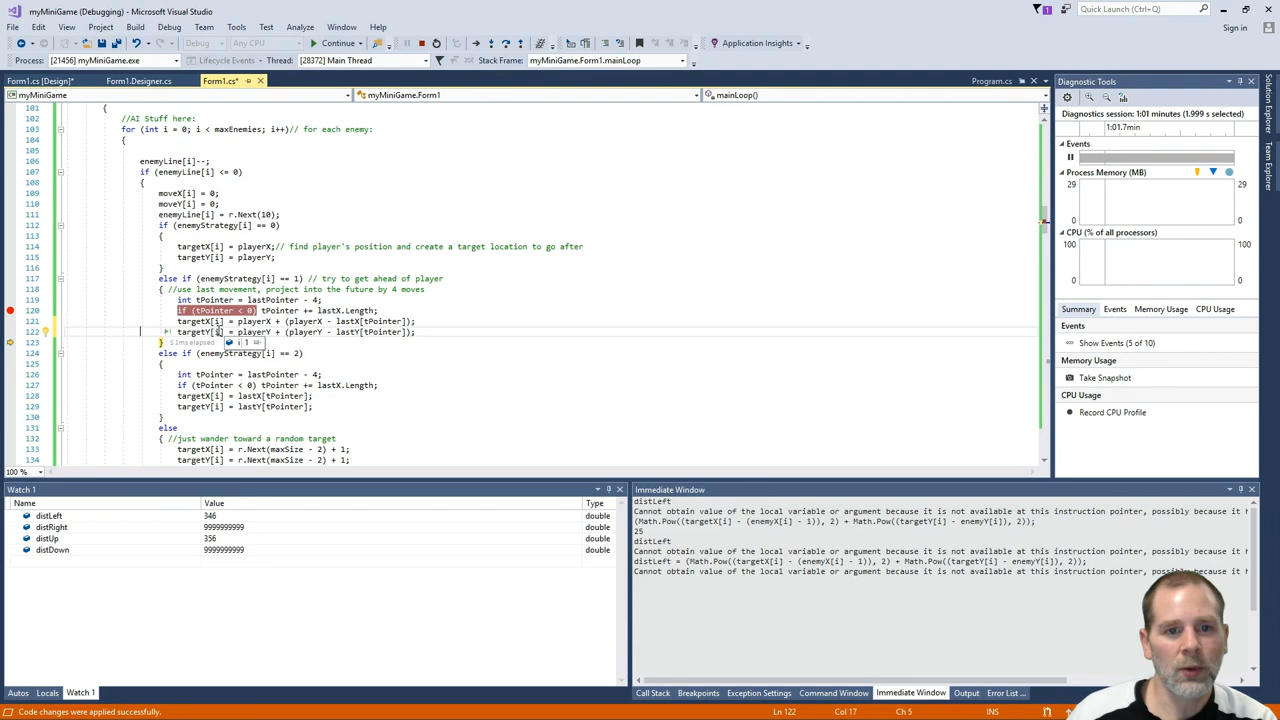 myMiniGame (Debugging) - Microsoft Visual Studio
1
Quick Launch (Ctrl+Q)
File Edit View Project Build Debug Team Tools Test Analyze Window Help
Sign in
Debug Any CPU Continue Application Insights
Process: [21456] myMiniGame.exe Lifecycle Events Thread: [28372] Main Thread Stack Frame: myMiniGame.Form1.mainLoop
Form1.cs [Design]* Form1.Designer.cs Form1.cs* Program.cs
myMiniGame myMiniGame.Form1 mainLoop()
101 {
102 //AI Stuff here:
103 for (int i = 0; i < maxEnemies; i++)// for each enemy:
104 {
105
106 enemyLine[i]--;
107 if (enemyLine[i] <= 0)
108 {
109 moveX[i] = 0;
110 moveY[i] = 0;
111 enemyLine[i] = r.Next(10);
112 if (enemyStrategy[i] == 0)
113 {
114 targetX[i] = playerX;// find player's position and create a target location to go after
115 targetY[i] = playerY;
116 }
117 else if (enemyStrategy[i] == 1) // try to get ahead of player
118 { //use last movement, project into the future by 4 moves
119 int tPointer = lastPointer - 4;
120 if (tPointer < 0) tPointer += lastX.Length;
121 targetX[i] = playerX + (playerX - lastX[tPointer]);
122 targetY[i] = playerY + (playerY - lastY[tPointer]);
123 } ≤1ms elapsed i 1
124 else if (enemyStrategy[i] == 2)
125 {
126 int tPointer = lastPointer - 4;
127 if (tPointer < 0) tPointer += lastX.Length;
128 targetX[i] = lastX[tPointer];
129 targetY[i] = lastY[tPointer];
130 }
131 else
132 { //just wander toward a random target
133 targetX[i] = r.Next(maxSize - 2) + 1;
134 targetY[i] = r.Next(maxSize - 2) + 1;
100 %
Diagnostic Tools
Diagnostics session: 1:01 minutes (1.999 s selected)
1:01.7min
Events
Process Memory (MB)
29 29
0 0
CPU (% of all processors)
100 100
0 0
Summary Events Memory Usage CPU Usage
Events
Show Events (5 of 10)
Memory Usage
Take Snapshot
CPU Usage
Record CPU Profile
Solution Explorer
Team Explorer
Watch 1
Name Value Type
distLeft 346 double
distRight 9999999999 double
distUp 356 double
distDown 9999999999 double
Autos Locals Watch 1
Immediate Window
distLeft
Cannot obtain value of the local variable or argument because it is not available at this instruction pointer, possibly because it h
(Math.Pow((targetX[i] - (enemyX[i] - 1)), 2) + Math.Pow((targetY[i] - enemyY[i]), 2));
25
distLeft
Cannot obtain value of the local variable or argument because it is not available at this instruction pointer, possibly because it h
distLeft = (Math.Pow((targetX[i] - (enemyX[i] - 1)), 2) + Math.Pow((targetY[i] - enemyY[i]), 2));
Cannot obtain value of the local variable or argument because it is not available at this instruction pointer, possibly because it h
Call Stack Breakpoints Exception Settings Command Window Immediate Window Output Error List ...
Code changes were applied successfully. Ln 122 Col 17 Ch 5 INS